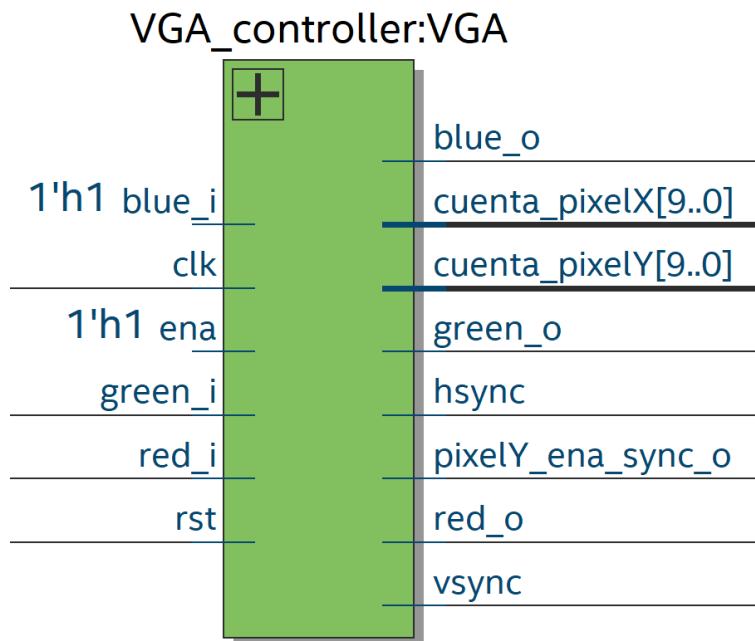 VGA_controller:VGA
blue_o
1'h1 blue_i
cuenta_pixelX[9..0]
clk
cuenta_pixelY[9..0]
1'h1 ena
green_o
green_i
hsync
red_i
pixelY_ena_sync_o
rst
red_o
vsync